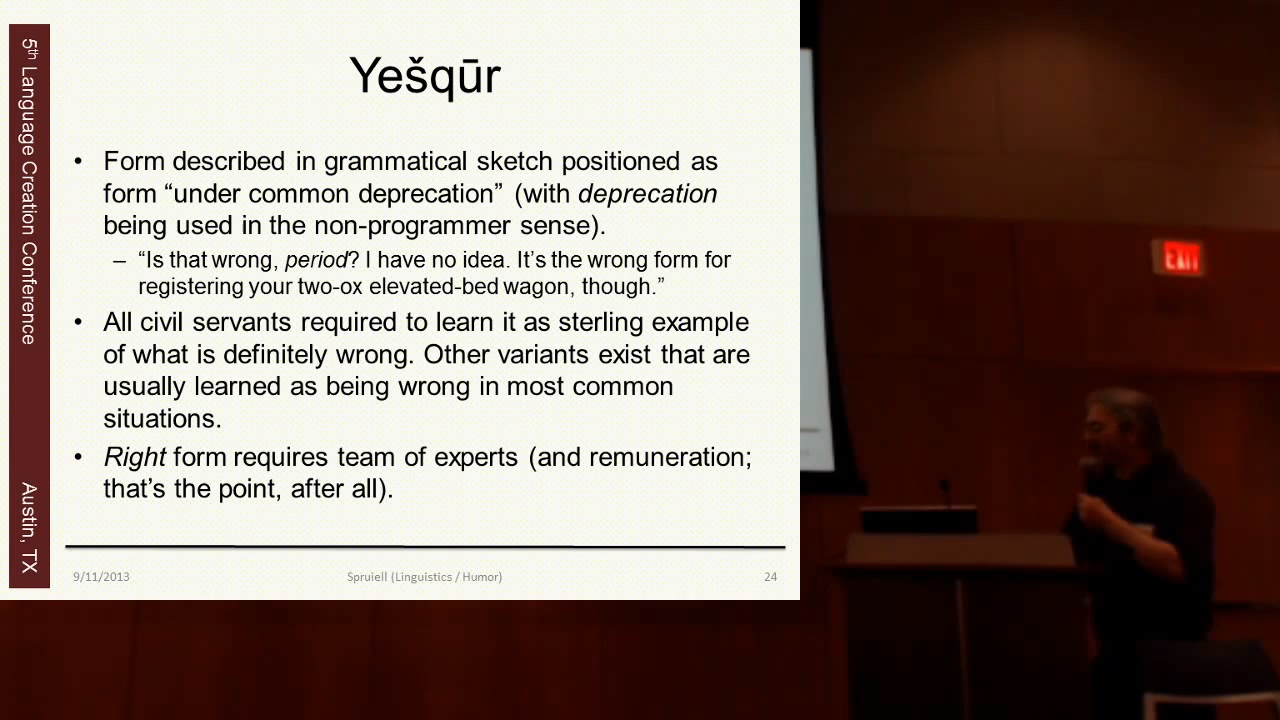 5th Language Creation Conference
Austin, TX
Yešqūr
• Form described in grammatical sketch positioned as
form “under common deprecation” (with deprecation
being used in the non-programmer sense).
– “Is that wrong, period? I have no idea. It’s the wrong form for
registering your two-ox elevated-bed wagon, though.”
• All civil servants required to learn it as sterling example
of what is definitely wrong. Other variants exist that are
usually learned as being wrong in most common
situations.
• Right form requires team of experts (and remuneration;
that’s the point, after all).
9/11/2013
Spruiell (Linguistics / Humor)
24
EXIT